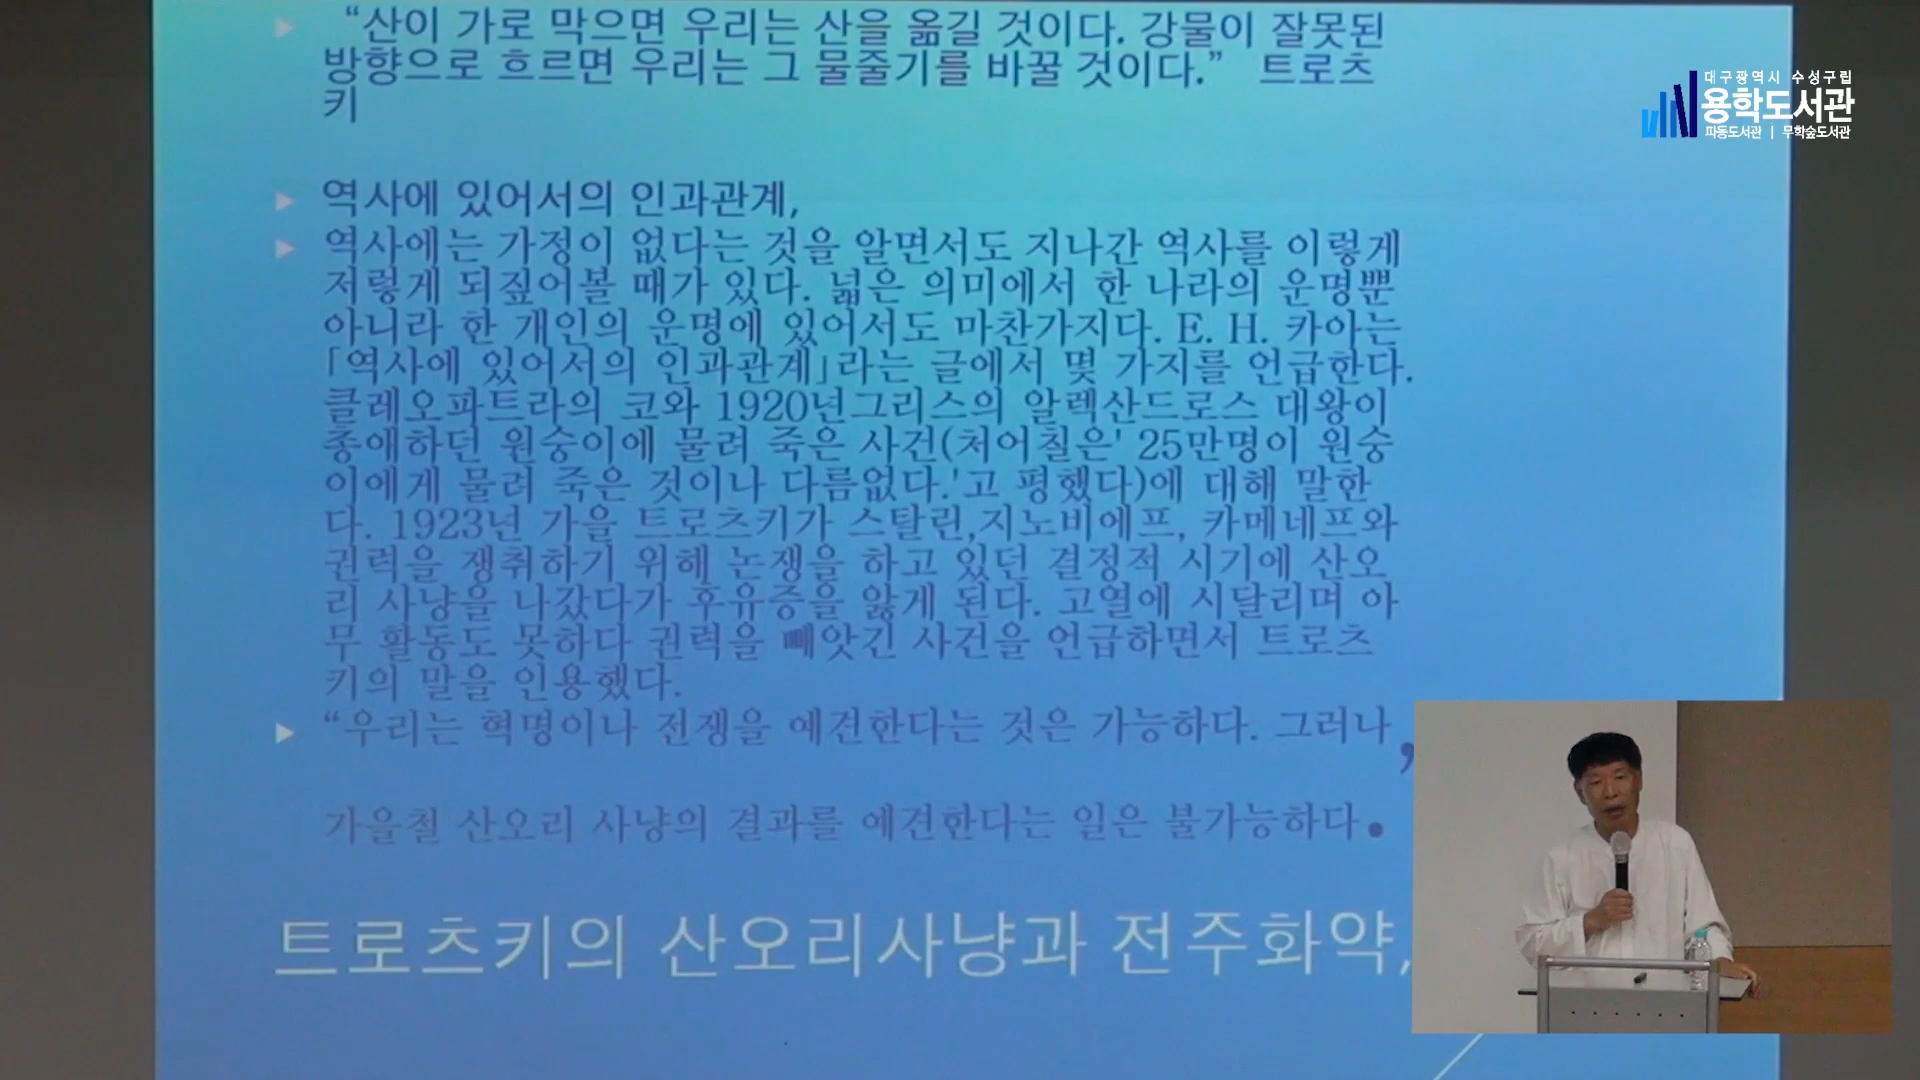 “산이 가로 막으면 우리는 산을 옮길 것이다. 강물이 잘못된
방향으로 흐르면 우리는 그 물줄기를 바꿀 것이다.” 트로츠
키
역사에 있어서의 인과관계,
역사에는 가정이 없다는 것을 알면서도 지나간 역사를 이렇게
저렇게 되짚어볼 때가 있다. 넓은 의미에서 한 나라의 운명뿐
아니라 한 개인의 운명에 있어서도 마찬가지다. E. H. 카아는
「역사에 있어서의 인과관계」라는 글에서 몇 가지를 언급한다.
클레오파트라의 코와 1920년그리스의 알렉산드로스 대왕이
총애하던 원숭이에 물려 죽은 사건(처어칠은' 25만명이 원숭
이에게 물려 죽은 것이나 다름없다.'고 평했다)에 대해 말한
다. 1923년 가을 트로츠키가 스탈린,지노비에프, 카메네프와
권력을 쟁취하기 위해 논쟁을 하고 있던 결정적 시기에 산오
리 사냥을 나갔다가 후유증을 앓게 된다. 고열에 시달리며 아
무 활동도 못하다 권력을 빼앗긴 사건을 언급하면서 트로츠
키의 말을 인용했다.
“우리는 혁명이나 전쟁을 예견한다는 것은 가능하다. 그러나,
가을철 산오리 사냥의 결과를 예견한다는 일은 불가능하다.
트로츠키의 산오리사냥과 전주화약,
대구광역시 수성구립
용학도서관
파동도서관 | 무학숲도서관